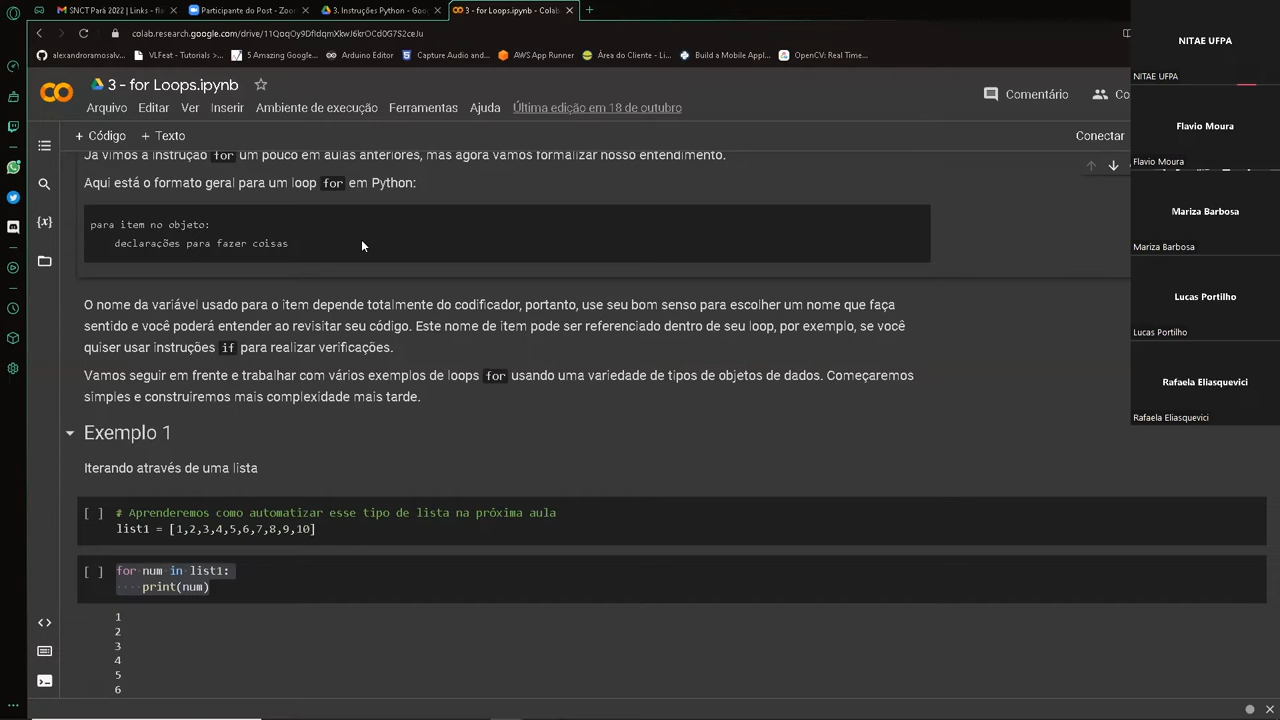 SNCT Pará 2022 | Links - fl
Participante do Post - Zoo
3. Instruções Python - Goo
3 - for Loops.ipynb - Colab
colab.research.google.com/drive/
alexandroramosalv...
VLFeat - Tutorials >...
5 Amazing Google...
Arduino Editor
Capture Audio and...
AWS App Runner
Área do Cliente - L...
Build a Mobile Appl...
OpenCV: Real Time...
3 - for Loops.ipynb
Arquivo Editar Ver Inserir Ambiente de execução Ferramentas Ajuda Última edição em 18 de outubro
Comentário
Co
+ Código + Texto
Conectar
Já vimos a instrução for um pouco em aulas anteriores, mas agora vamos formalizar nosso entendimento.
Aqui está o formato geral para um loop for em Python:
para item no objeto:
declarações para fazer coisas
O nome da variável usado para o item depende totalmente do codificador, portanto, use seu bom senso para escolher um nome que faça
sentido e você poderá entender ao revisitar seu código. Este nome de item pode ser referenciado dentro de seu loop, por exemplo, se você
quiser usar instruções if para realizar verificações.
Vamos seguir em frente e trabalhar com vários exemplos de loops for usando uma variedade de tipos de objetos de dados. Começaremos
simples e construiremos mais complexidade mais tarde.
Exemplo 1
Iterando através de uma lista
[ ] # Aprenderemos como automatizar esse tipo de lista na próxima aula
list1 = [1,2,3,4,5,6,7,8,9,10]
[ ] for num in list1:
print(num)
1
2
3
4
5
6
NITAE UFPA
NITAE UFPA
Flavio Moura
Flavio Moura
Mariza Barbosa
Mariza Barbosa
Lucas Portilho
Lucas Portilho
Rafaela Eliasquevici
Rafaela Eliasquevici